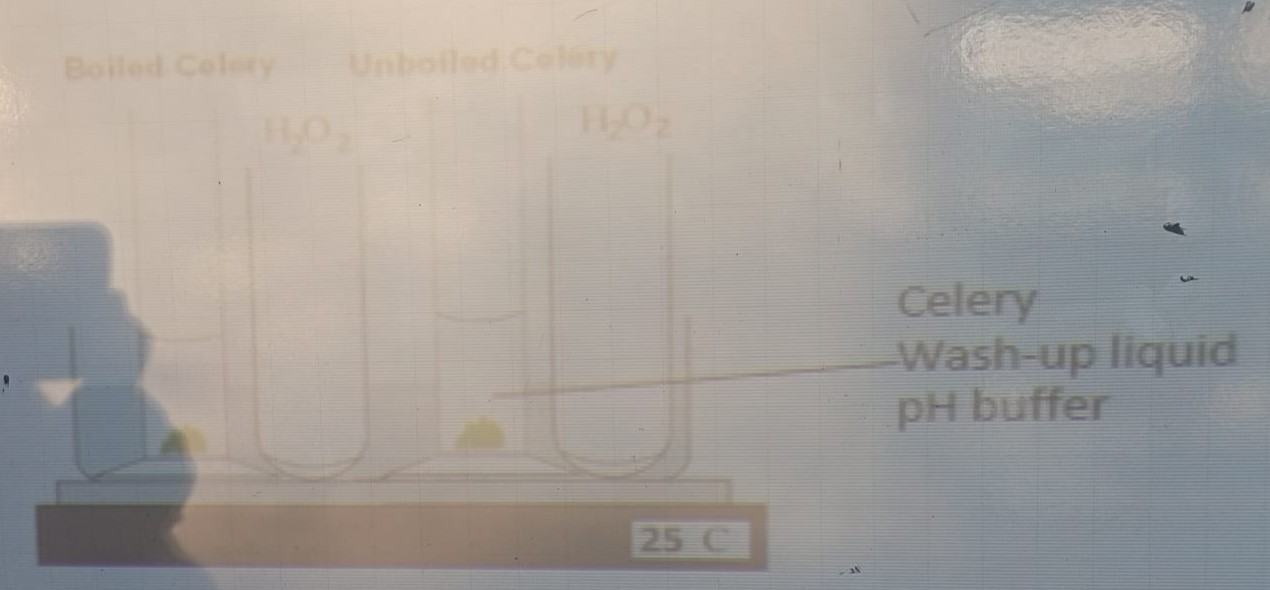 Boiled Celery
Unboiled Celery
H₂O₂
H₂O₂
Celery
Wash-up liquid
pH buffer
25 C